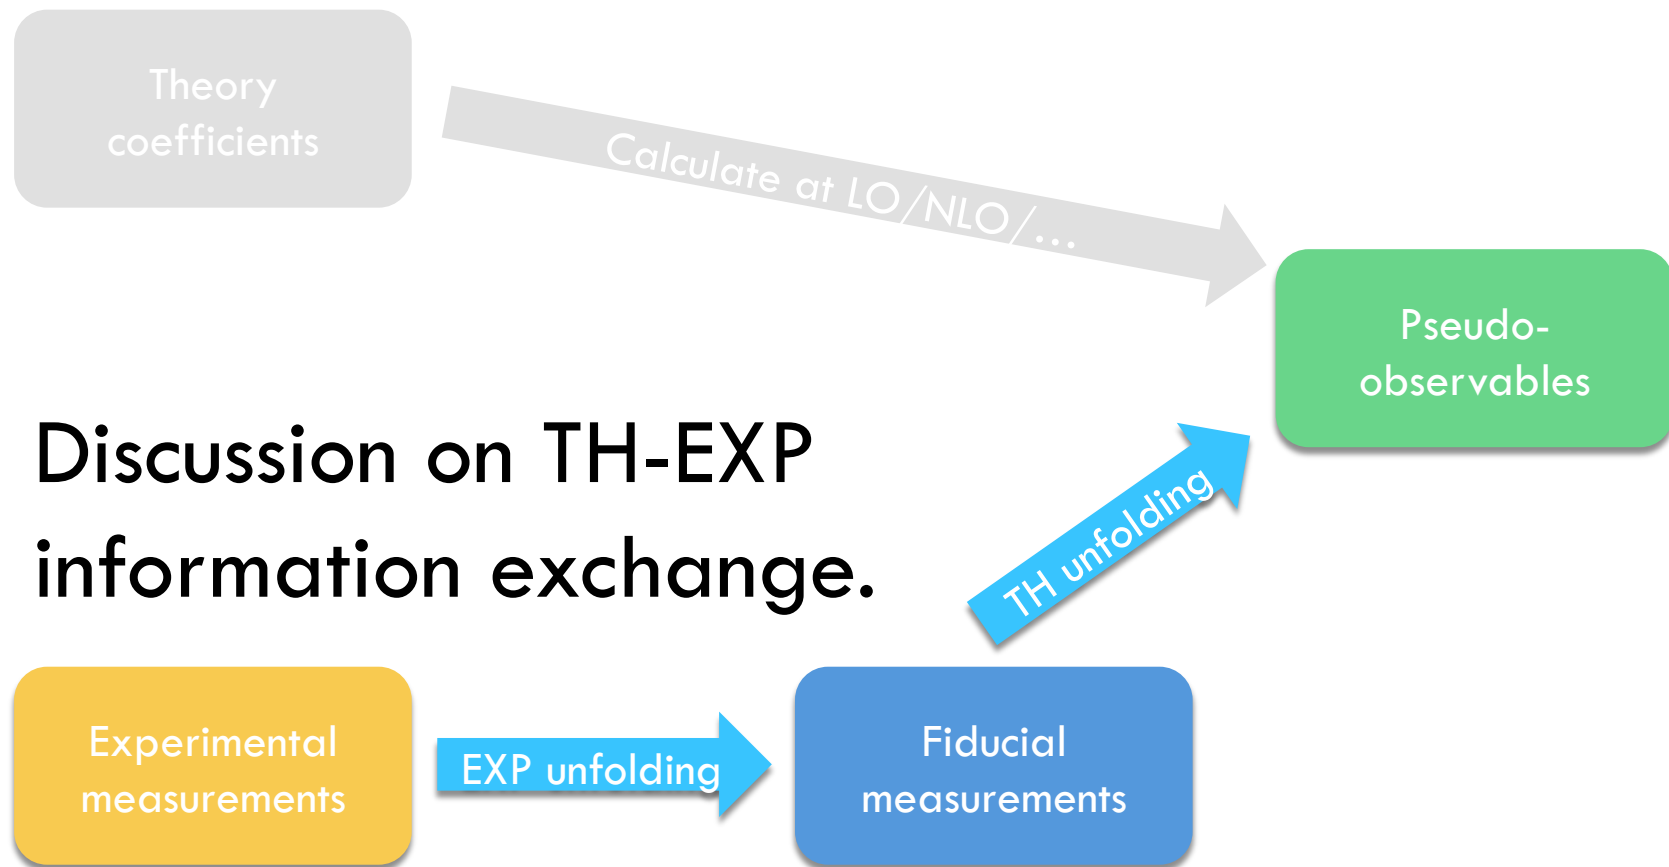 Theory
coefficients
Calculate at LO/NLO/...
Pseudo-
observables
Discussion on TH-EXP
information exchange.
TH unfolding
Experimental
measurements
EXP unfolding
Fiducial
measurements